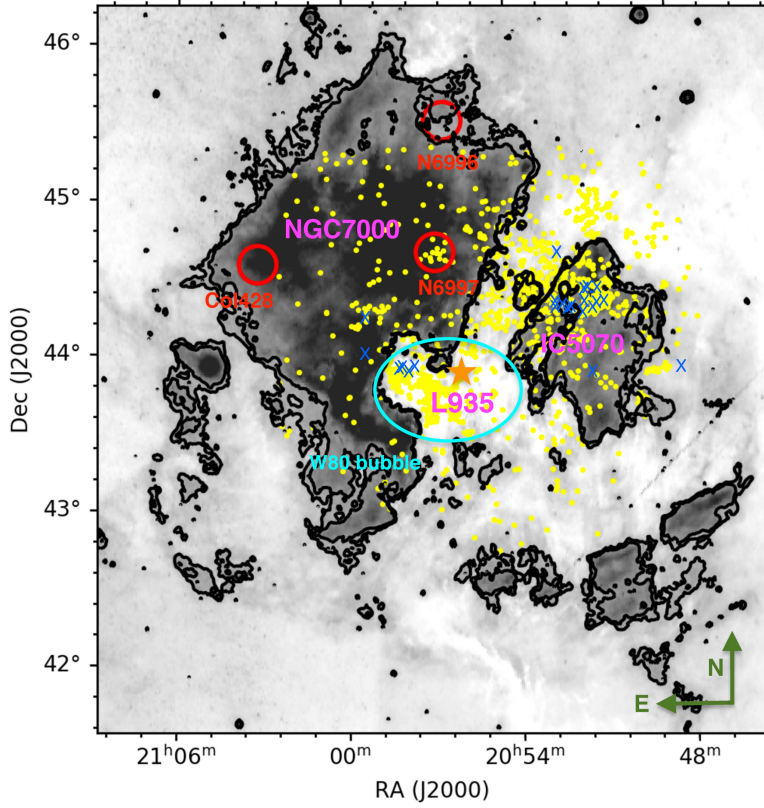 46°
45°
44°
43°
42°
Dec (J2000)
N6996
NGC7000
N6997
Col428
IC5070
L935
W80 bubble
N
E
21ʰ06ᵐ
00ᵐ
20ʰ54ᵐ
48ᵐ
RA (J2000)